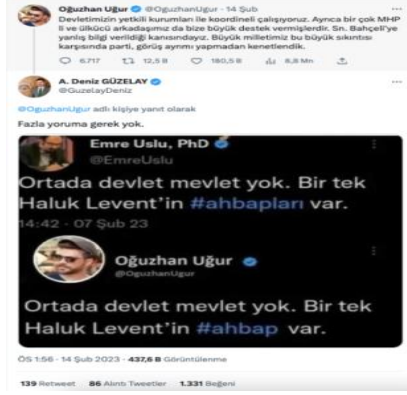 Oğuzhan Uğur @OguzhanUgur · 14 Şub
Devletimizin yetkili kurumları ile koordineli çalışıyoruz. Ayrıca bir çok MHP
li ve ülkücü arkadaşımız da bize büyük destek vermişlerdir. Sn. Bahçeli'ye
yanlış bilgi verildiği kanısındayız. Büyük milletimiz bu büyük sıkıntısı
karşısında parti, görüş ayrımı yapmadan kenetlendik.
6.717 12,5 B 180,5 B 8,8 Mn
A. Deniz GÜZELAY
@GuzelayDeniz
@OguzhanUgur adlı kişiye yanıt olarak
Fazla yoruma gerek yok.
Emre Uslu, PhD
@EmreUslu
Ortada devlet mevlet yok. Bir tek
Haluk Levent'in #ahbapları var.
14:42 · 07 Şub 23
Oğuzhan Uğur
@OguzhanUgur
Ortada devlet mevlet yok. Bir tek
Haluk Levent'in #ahbap var.
ÖS 1:56 · 14 Şub 2023 · 437,6 B Görüntülenme
139 Retweet 86 Alıntı Tweetler 1.331 Beğeni